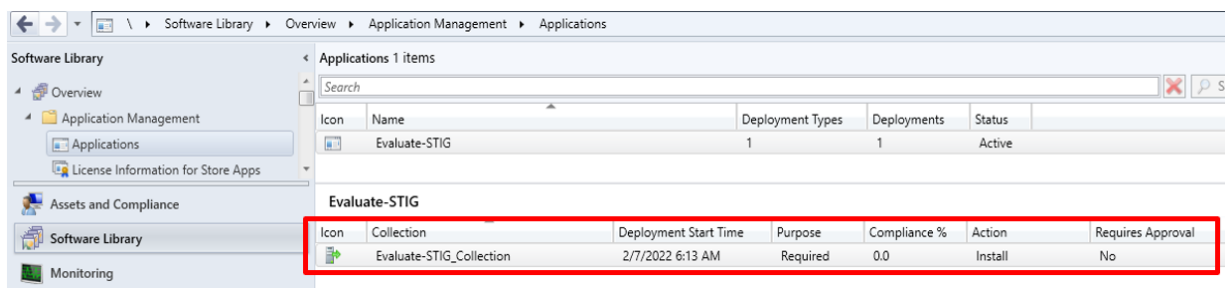 \ Software Library Overview Application Management Applications
Software Library
Applications 1 items
Overview
Search
S
Application Management
Icon Name Deployment Types Deployments Status
Applications
Evaluate-STIG 1 1 Active
License Information for Store Apps
Assets and Compliance
Evaluate-STIG
Software Library
Icon Collection Deployment Start Time Purpose Compliance % Action Requires Approval
Evaluate-STIG_Collection 2/7/2022 6:13 AM Required 0.0 Install No
Monitoring